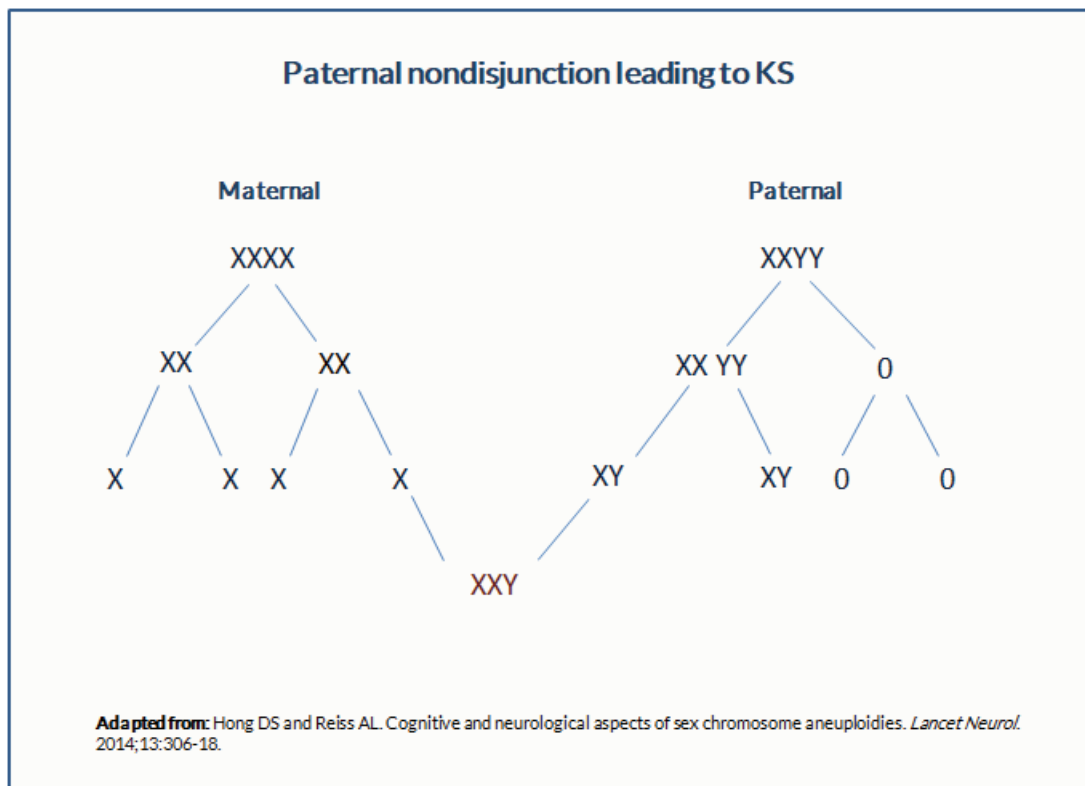 Paternal nondisjunction leading to KS
Maternal Paternal
XXXX XXYY
XX XX XX YY 0
X X X X XY XY 0 0
XXY
Adapted from: Hong DS and Reiss AL. Cognitive and neurological aspects of sex chromosome aneuploidies. Lancet Neurol.
2014;13:306-18.